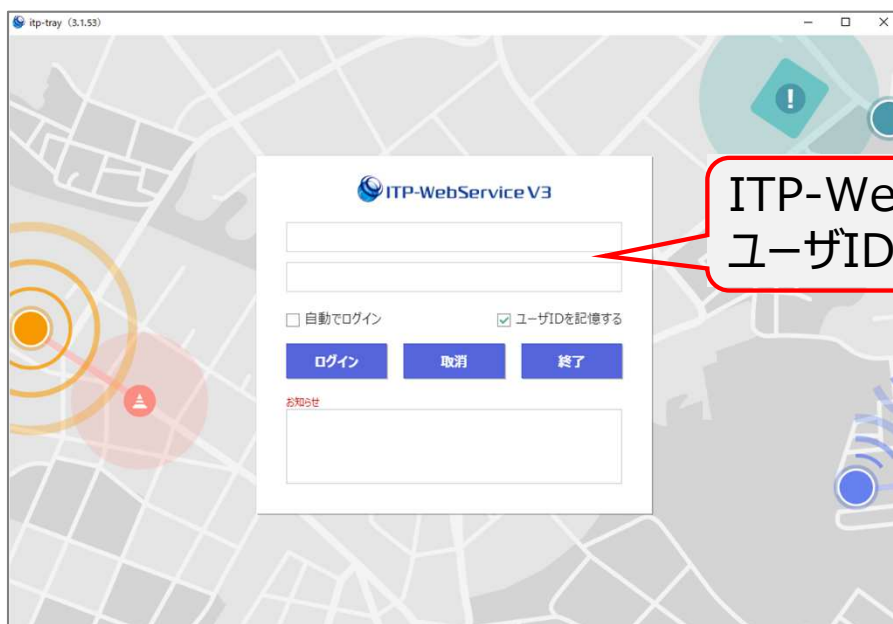 itp-tray (3.1.53)
ITP-WebService V3
ITP-We
ユーザID
自動でログイン
ユーザIDを記憶する
ログイン
取消
終了
お知らせ